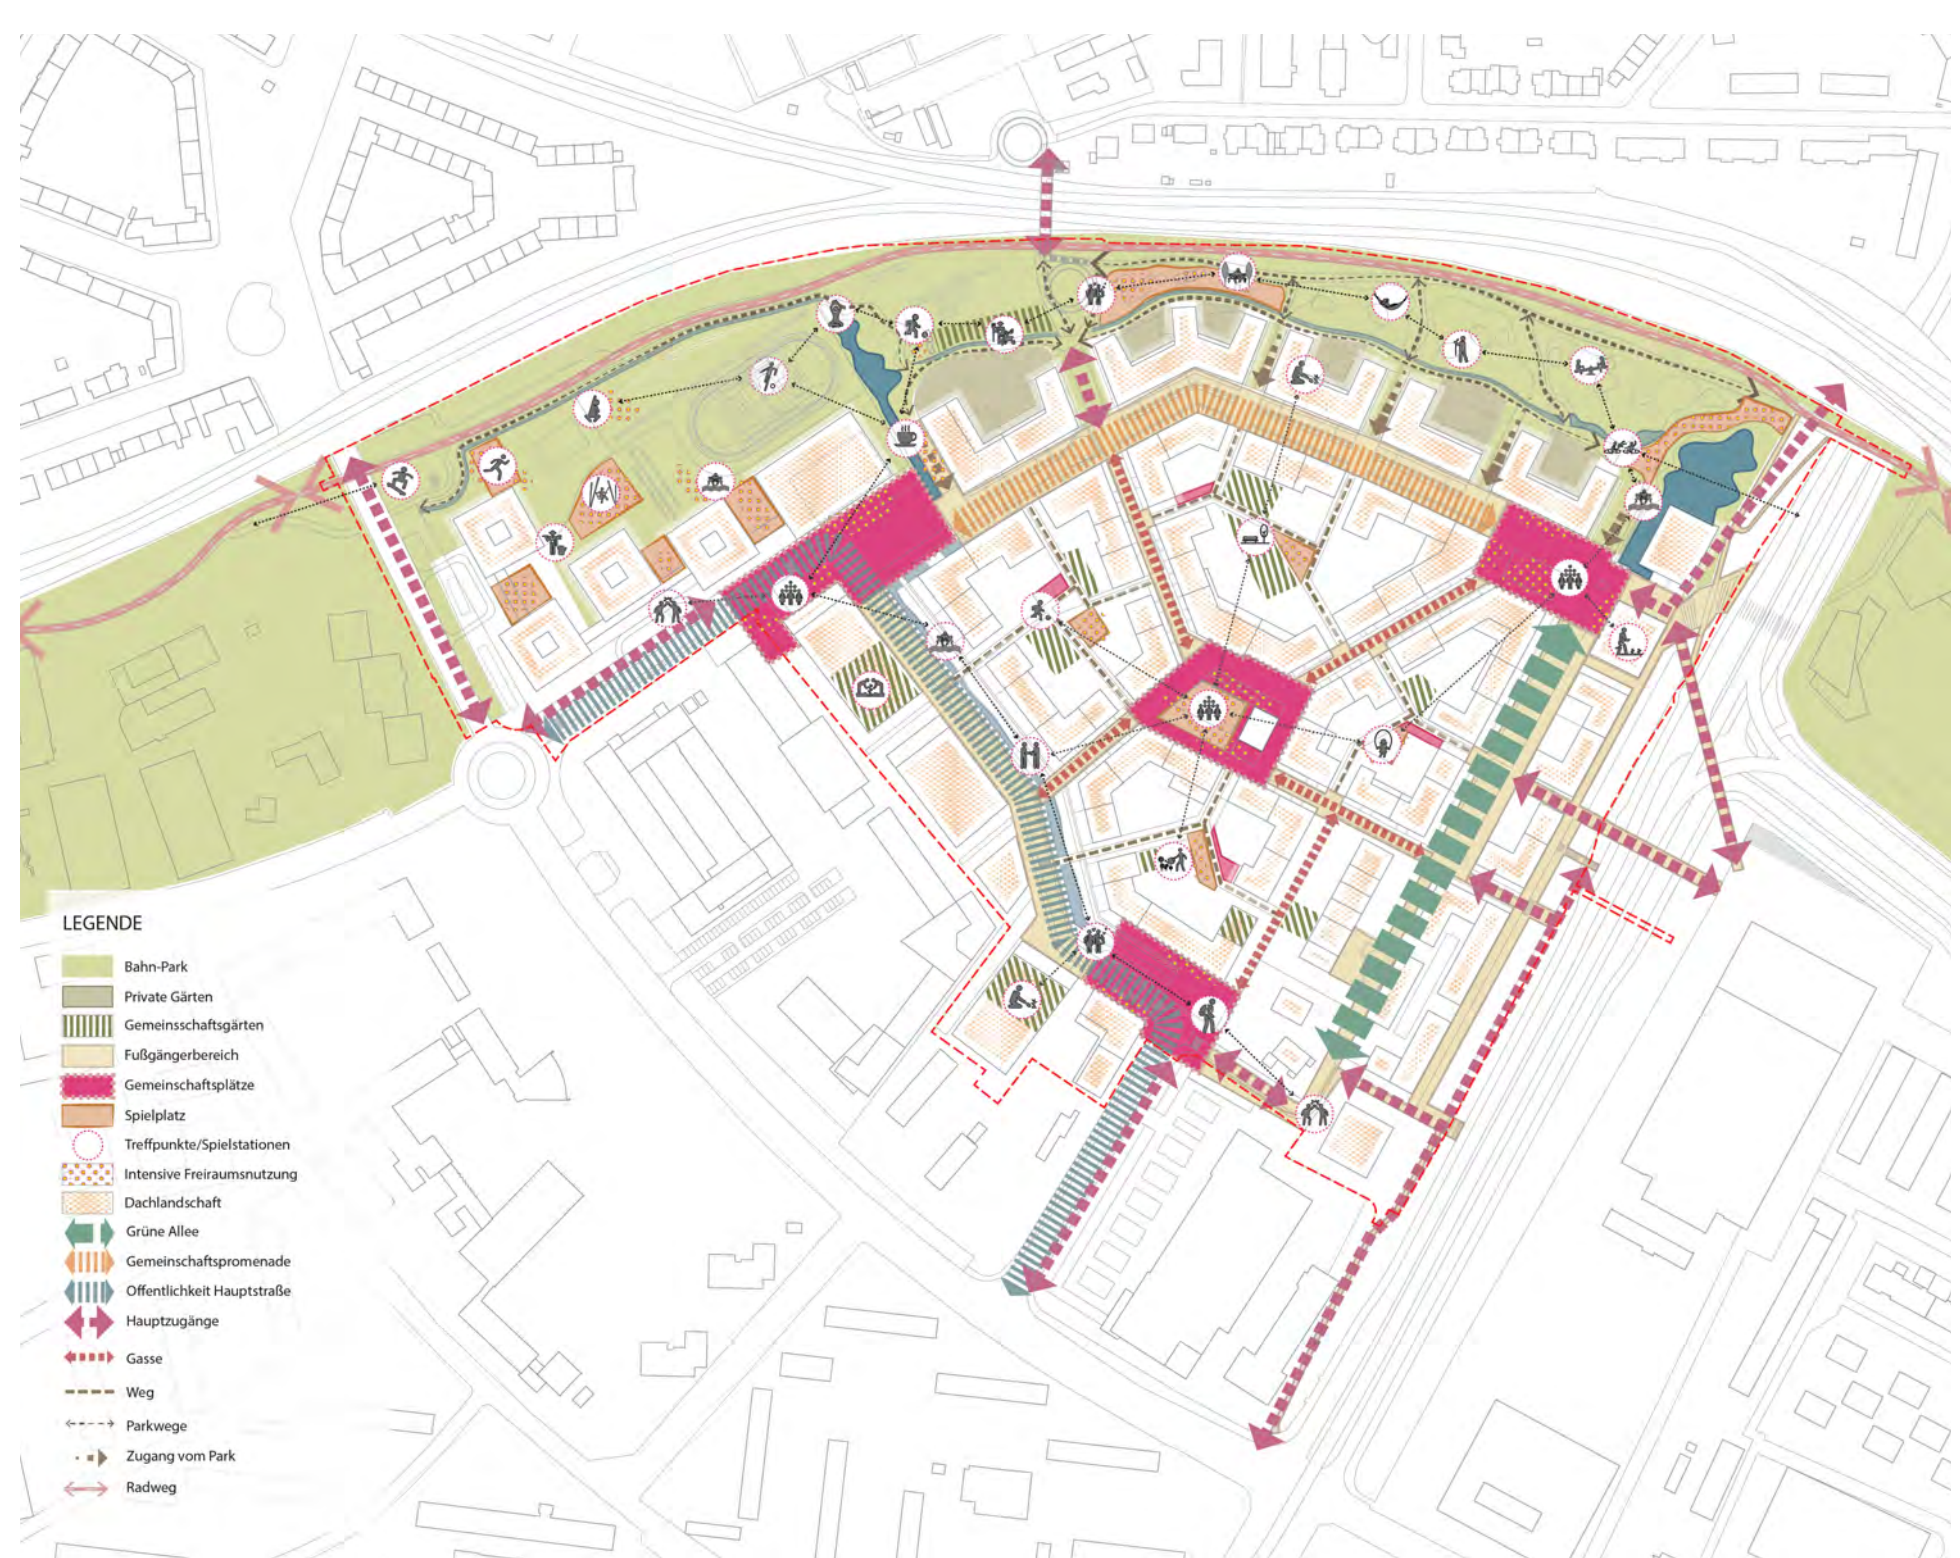 LEGENDE
Bahn-Park
Private Gärten
Gemeinsschaftsgärten
Fußgängerbereich
Gemeinschaftsplätze
Spielplatz
Treffpunkte/Spielstationen
Intensive Freiraumsnutzung
Dachlandschaft
Grüne Allee
Gemeinschaftspromenade
Offentlichkeit Hauptstraße
Hauptzugänge
Gasse
Weg
Parkwege
Zugang vom Park
Radweg